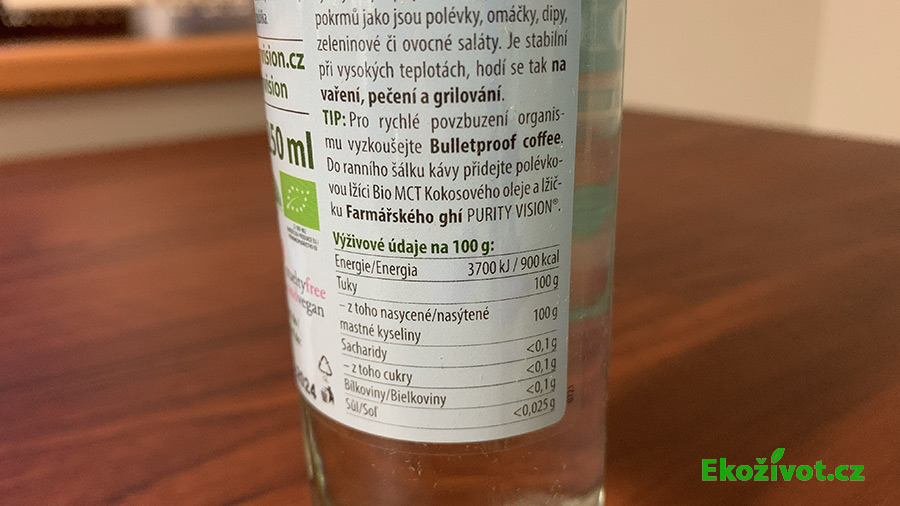 pokrmů jako jsou polévky, omáčky, dipy,
zeleninové či ovocné saláty. Je stabilní
při vysokých teplotách, hodí se tak na
vaření, pečení a grilování.
TIP: Pro rychlé povzbuzení organis-
mu vyzkoušejte Bulletproof coffee.
Do ranního šálku kávy přidejte polévko-
vou lžíci Bio MCT Kokosového oleje a lžič-
ku Farmářského ghí PURITY VISION®.
Výživové údaje na 100 g:
Energie/Energia 3700 kJ / 900 kcal
Tuky 100 g
– z toho nasycené/nasýtené 100 g
mastné kyseliny
Sacharidy <0,1 g
– z toho cukry <0,1 g
Bílkoviny/Bielkoviny <0,1 g
Sůl/Soľ <0,025 g
ision.cz
ision
50 ml
free
vegan
2024
Ekoživot.cz